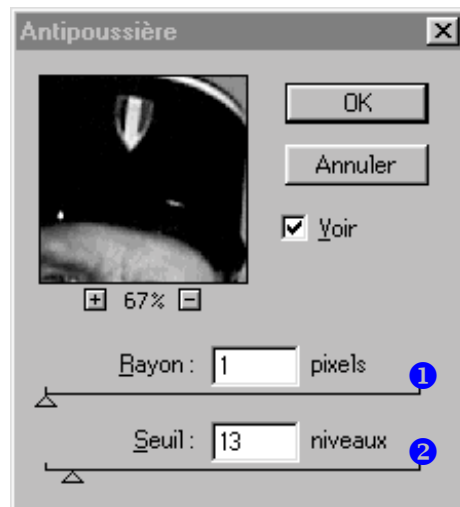 Antipoussière
OK
Annuler
Voir
67%
Rayon : 1 pixels
1
Seuil : 13 niveaux
2